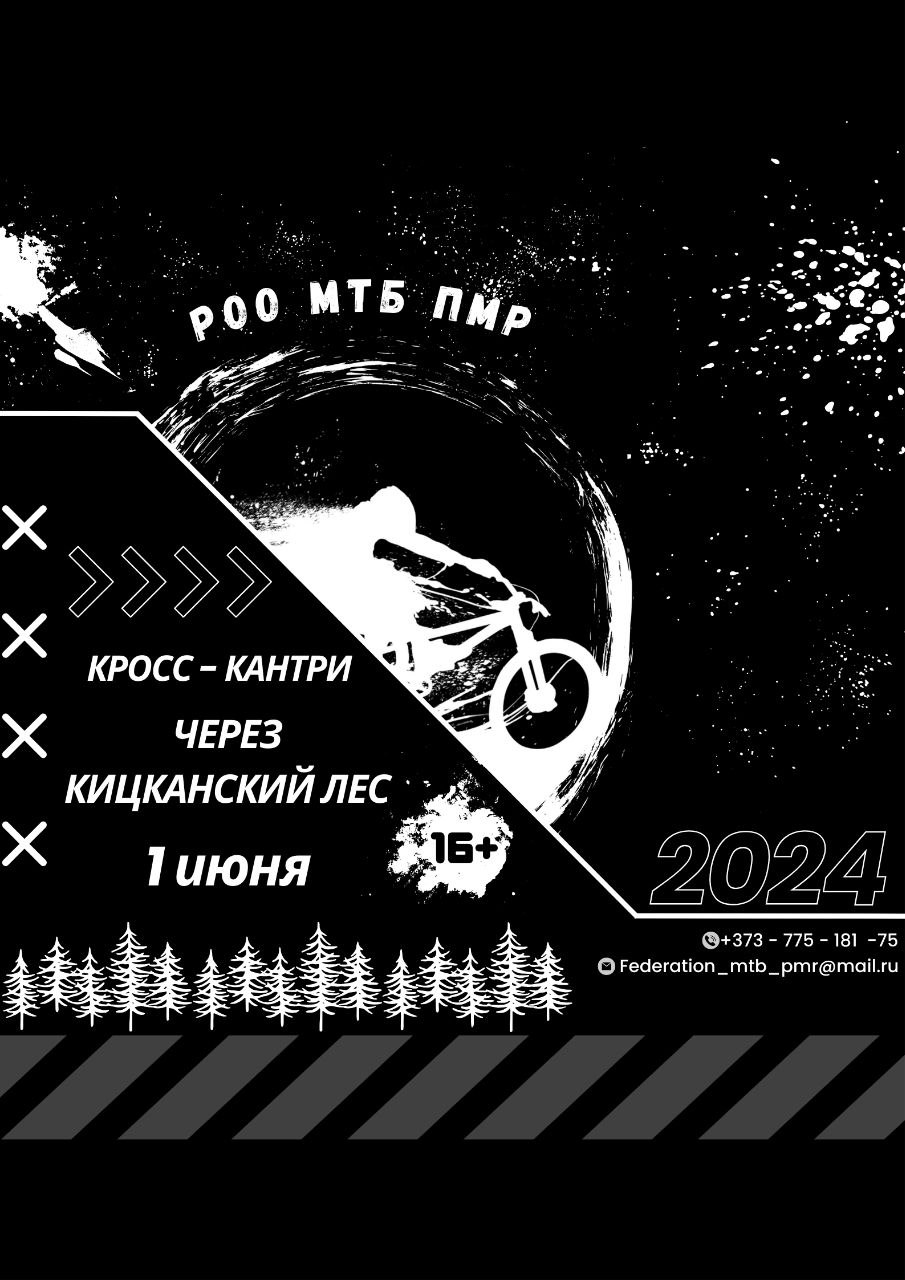 РОО МТБ ПМР
КРОСС – КАНТРИ
ЧЕРЕЗ
КИЦКАНСКИЙ ЛЕС
1 июня
16+
2024
+373 - 775 - 181 -75
Federation_mtb_pmr@mail.ru